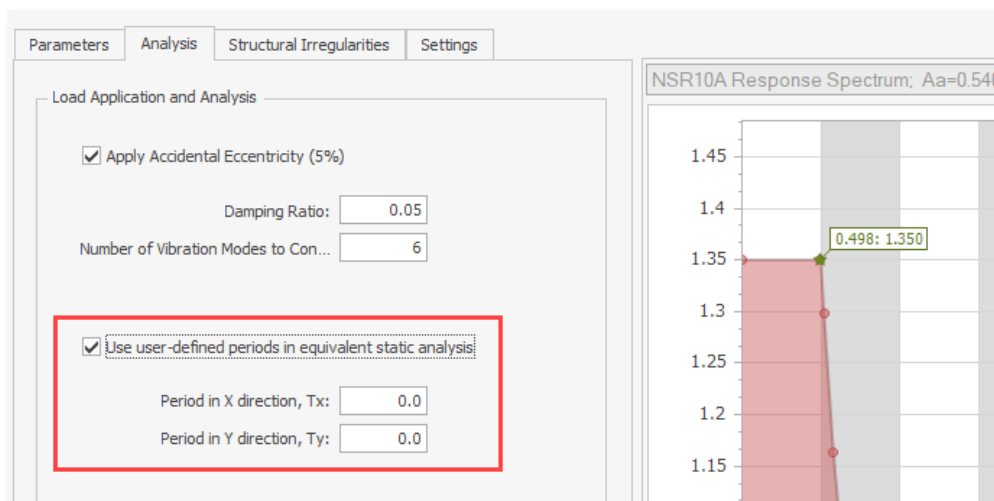 Parameters
Analysis
Structural Irregularities
Settings
Load Application and Analysis
Apply Accidental Eccentricity (5%)
Damping Ratio: 0.05
Number of Vibration Modes to Con... 6
Use user-defined periods in equivalent static analysis
Period in X direction, Tx: 0.0
Period in Y direction, Ty: 0.0
NSR10A Response Spectrum; Aa=0.540
1.45
1.4
0.498: 1.350
1.35
1.3
1.25
1.2
1.15